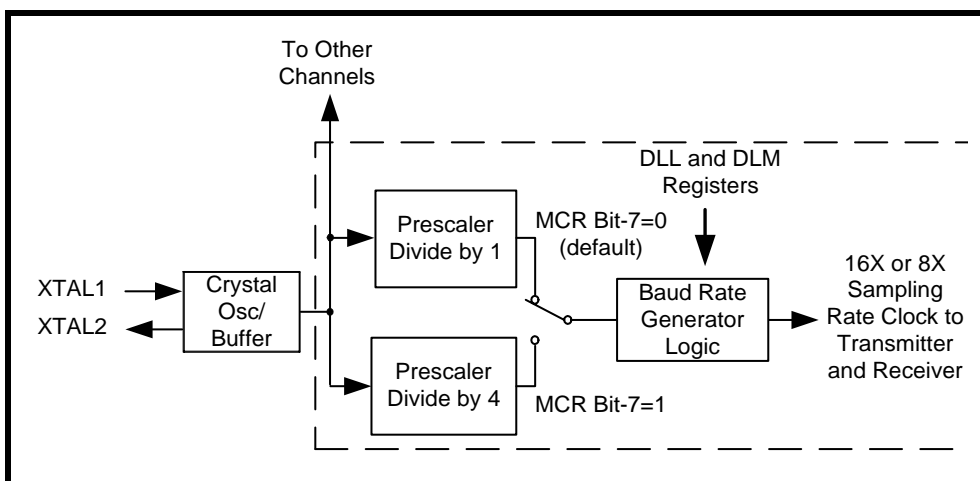 To Other
Channels
DLL and DLM
Registers
Prescaler
Divide by 1
MCR Bit-7=0
(default)
16X or 8X
Sampling
Rate Clock to
Transmitter
and Receiver
XTAL1
XTAL2
Crystal
Osc/
Buffer
Baud Rate
Generator
Logic
Prescaler
Divide by 4
MCR Bit-7=1